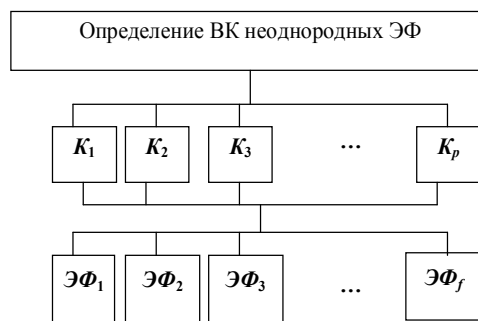 Определение ВК неоднородных ЭФ
K₁ K₂ K₃ ... Kₚ
ЭФ₁ ЭФ₂ ЭФ₃ ... ЭФf